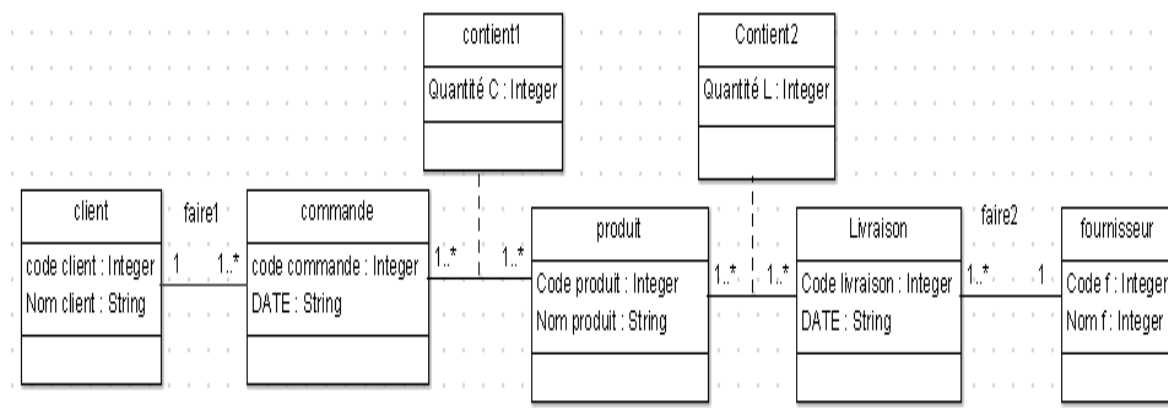 contient1
Quantité C : Integer
Contient2
Quantité L : Integer
client
code client : Integer
Nom client : String
faire1
1 1..*
commande
code commande : Integer
DATE : String
1..* 1..*
produit
Code produit : Integer
Nom produit : String
1..* 1..*
Livraison
Code livraison : Integer
DATE : String
faire2
1..* 1
fournisseur
Code f : Integer
Nom f : Integer